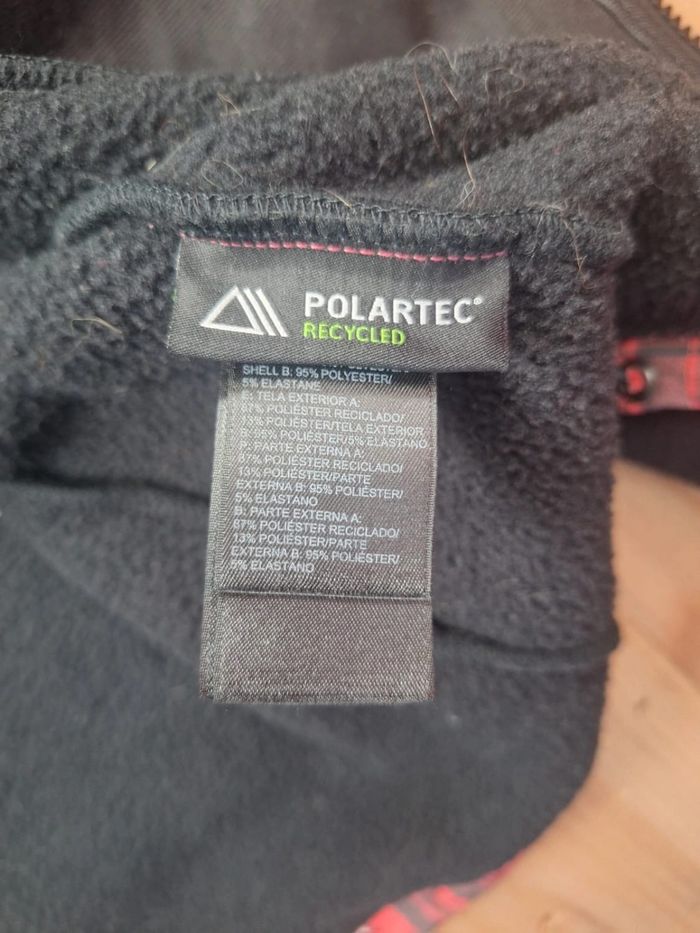 POLARTEC®
RECYCLED
SHELL B: 95% POLYESTER/
5% ELASTANE
E: TELA EXTERIOR A:
87% POLIÉSTER RECICLADO/
13% POLIÉSTER/TELA EXTERIOR
B: 95% POLIÉSTER/5% ELASTANO
P: PARTE EXTERNA A:
87% POLIÉSTER RECICLADO/
13% POLIÉSTER/PARTE
EXTERNA B: 95% POLIÉSTER/
5% ELASTANO
B: PARTE EXTERNA A:
87% POLIÉSTER RECICLADO/
13% POLIÉSTER/PARTE
EXTERNA B: 95% POLIÉSTER/
5% ELASTANO